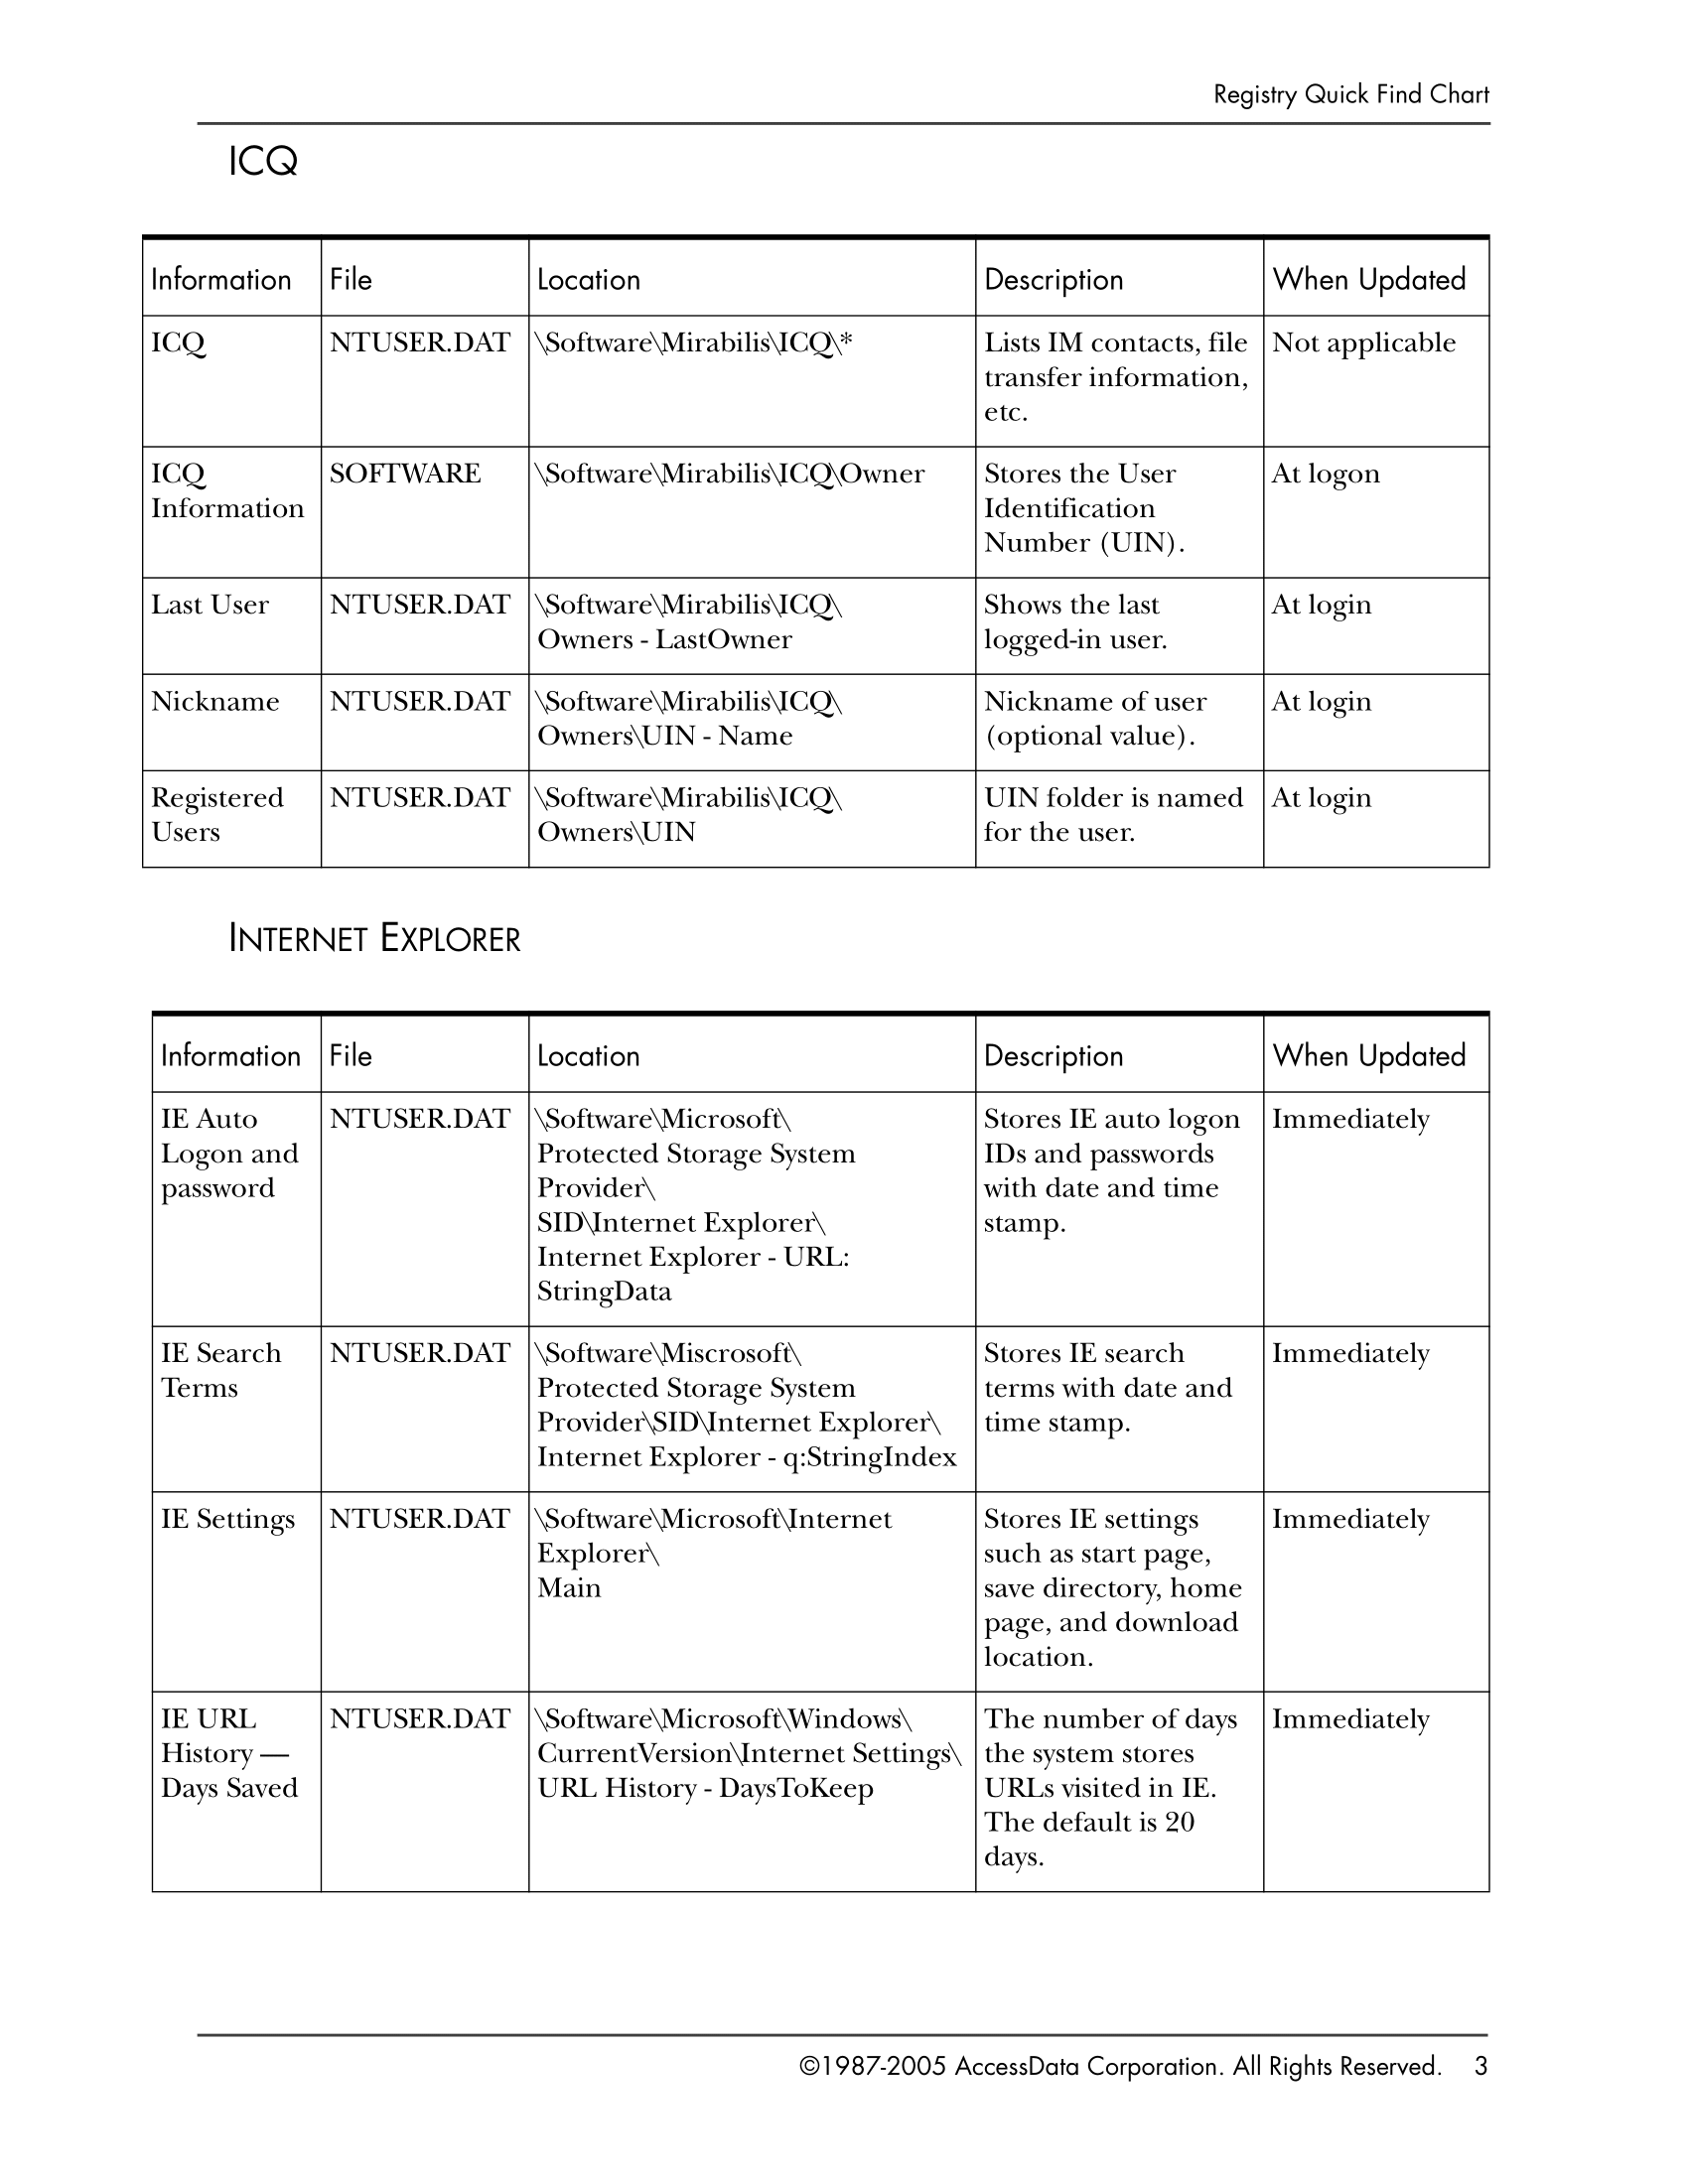 Registry Quick Find Chart
ICQ
Information File Location Description When Updated
ICQ NTUSER.DAT \Software\Mirabilis\ICQ\* Lists IM contacts, file Not applicable
transfer information,
etc.
ICQ SOFTWARE \Software\Mirabilis\ICQ\Owner Stores the User At logon
Information Identification
Number (UIN).
Last User NTUSER.DAT \Software\Mirabilis\ICQ\ Shows the last At login
Owners - LastOwner logged-in user.
Nickname NTUSER.DAT \Software\Mirabilis\ICQ\ Nickname of user At login
Owners\UIN - Name (optional value).
Registered NTUSER.DAT \Software\Mirabilis\ICQ\ UIN folder is named At login
Users Owners\UIN for the user.
INTERNET EXPLORER
Information File Location Description When Updated
IE Auto NTUSER.DAT \Software\Microsoft\ Stores IE auto logon Immediately
Logon and Protected Storage System IDs and passwords
password Provider\ with date and time
SID\Internet Explorer\ stamp.
Internet Explorer - URL:
StringData
IE Search NTUSER.DAT \Software\Miscrosoft\ Stores IE search Immediately
Terms Protected Storage System terms with date and
Provider\SID\Internet Explorer\ time stamp.
Internet Explorer - q:StringIndex
IE Settings NTUSER.DAT \Software\Microsoft\Internet Stores IE settings Immediately
Explorer\ such as start page,
Main save directory, home
page, and download
location.
IE URL NTUSER.DAT \Software\Microsoft\Windows\ The number of days Immediately
History — CurrentVersion\Internet Settings\ the system stores
Days Saved URL History - DaysToKeep URLs visited in IE.
The default is 20
days.
©1987-2005 AccessData Corporation. All Rights Reserved. 3